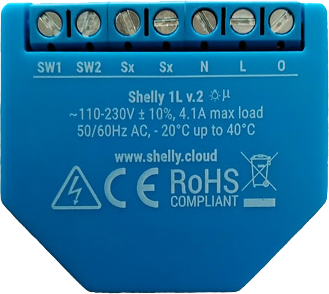 SW1 SW2 Sx Sx N L O
Shelly 1L v.2 μ
~110-230V ± 10%, 4.1A max load
50/60Hz AC, - 20°C up to 40°C
www.shelly.cloud
CE RoHS
COMPLIANT